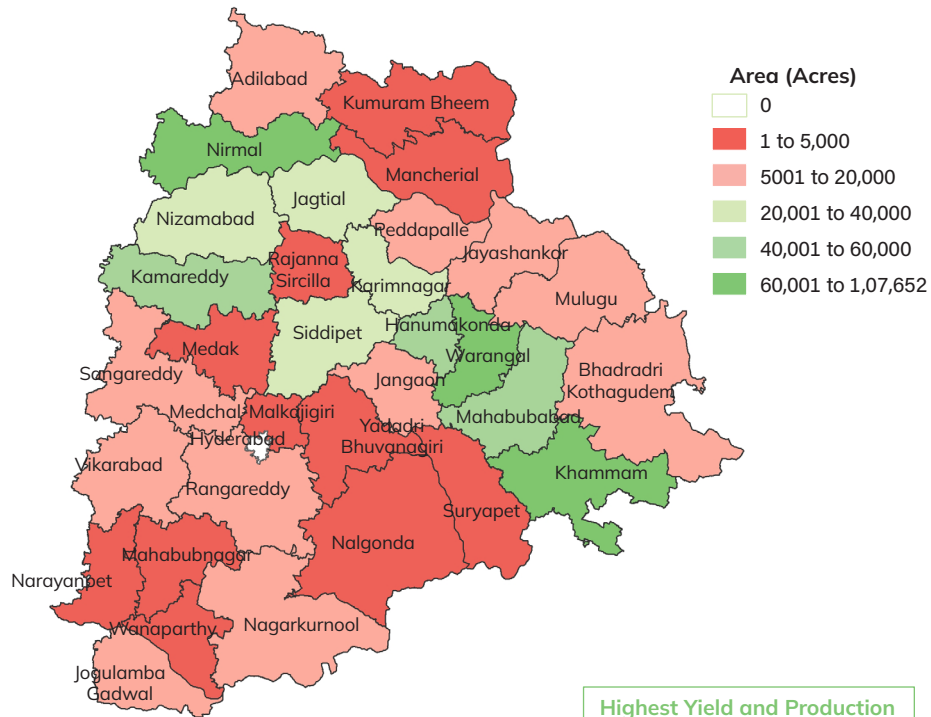 Adilabad
Kumuram Bheem
Nirmal
Mancherial
Jagtial
Nizamabad
Peddapalle
Jayashankor
Rajanna
Sircilla
Kamareddy
Karimnagar
Mulugu
Hanumakonda
Siddipet
Medak
Warangal
Bhadradri
Kothagudem
Sangareddy
Jangaon
Medchal-Malkajigiri
Mahabubabad
Yadadri
Bhuvanagiri
Hyderabad
Vikarabad
Khammam
Rangareddy
Suryapet
Nalgonda
Mahabubnagar
Narayanpet
Wanaparthy
Nagarkurnool
Jogulamba
Gadwal
Area (Acres)
0
1 to 5,000
5001 to 20,000
20,001 to 40,000
40,001 to 60,000
60,001 to 1,07,652
Highest Yield and Production